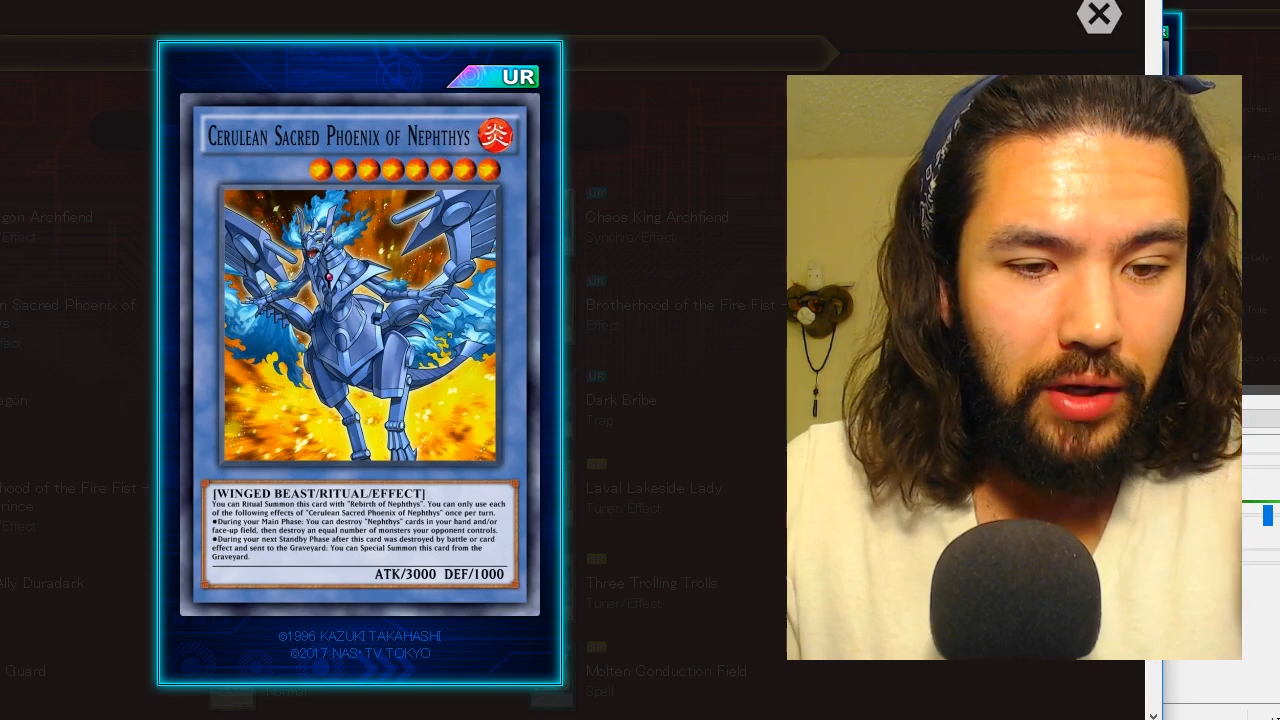 UR
CERULEAN SACRED PHOENIX OF NEPHTHYS 炎
[WINGED BEAST/RITUAL/EFFECT]
You can Ritual Summon this card with "Rebirth of Nephthys". You can only use each
of the following effects of "Cerulean Sacred Phoenix of Nephthys" once per turn.
●During your Main Phase: You can destroy "Nephthys" cards in your hand and/or
face-up field, then destroy an equal number of monsters your opponent controls.
●During your next Standby Phase after this card was destroyed by battle or card
effect and sent to the Graveyard: You can Special Summon this card from the
Graveyard.
ATK/3000 DEF/1000
©1996 KAZUKI TAKAHASHI
©2017 NAS・TV TOKYO
gon Archfiend
/Effect
n Sacred Phoenix of
ys
fect
agon
hood of the Fire Fist –
rince
/Effect
Ally Duradark
Guard
Normal
UR
Chaos King Archfiend
Synchro/Effect
UR
Brotherhood of the Fire Fist –
Effect
UR
Dark Bribe
Trap
SR
Laval Lakeside Lady
Tuner/Effect
SR
Three Trolling Trolls
Tuner/Effect
SR
Molten Conduction Field
Spell